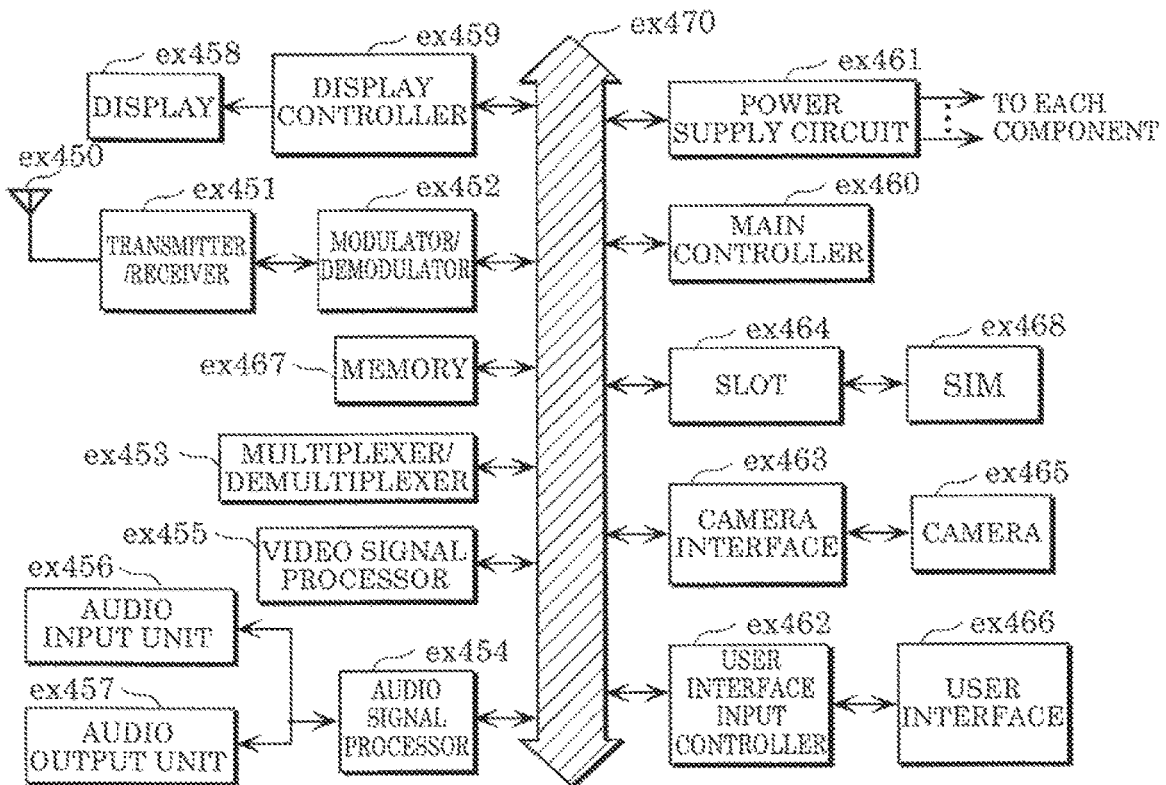 ex470
ex459
ex458
ex461
DISPLAY
DISPLAY
CONTROLLER
POWER
SUPPLY CIRCUIT
TO EACH
COMPONENT
ex450
ex451
ex452
ex460
TRANSMITTER
/RECEIVER
MODULATOR/
DEMODULATOR
MAIN
CONTROLLER
ex467
MEMORY
ex464
ex468
SLOT
SIM
ex453
MULTIPLEXER/
DEMULTIPLEXER
ex463
ex465
CAMERA
INTERFACE
CAMERA
ex455
VIDEO SIGNAL
PROCESSOR
ex456
AUDIO
INPUT UNIT
ex454
ex462
ex466
ex457
AUDIO
OUTPUT UNIT
AUDIO
SIGNAL
PROCESSOR
USER
INTERFACE
INPUT
CONTROLLER
USER
INTERFACE